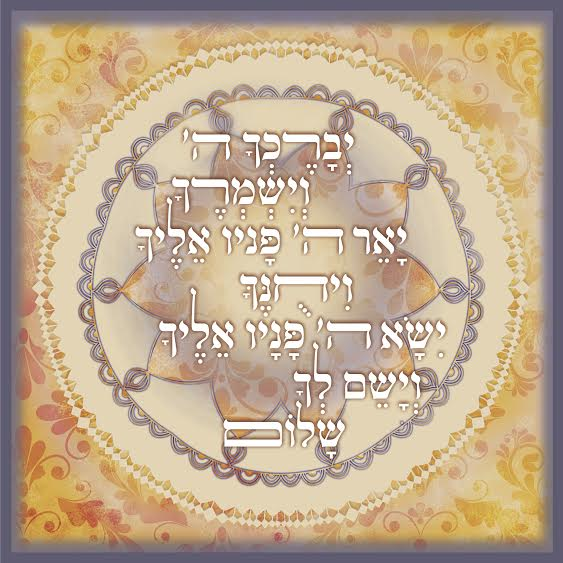 יְבָרֶכְךָ ה'
וְיִשְׁמְרֶךָ
יָאֵר ה' פָּנָיו אֵלֶיךָ
וִיחֻנֶּךָּ
יִשָּׂא ה' פָּנָיו אֵלֶיךָ
וְיָשֵׂם לְךָ
שָׁלוֹם